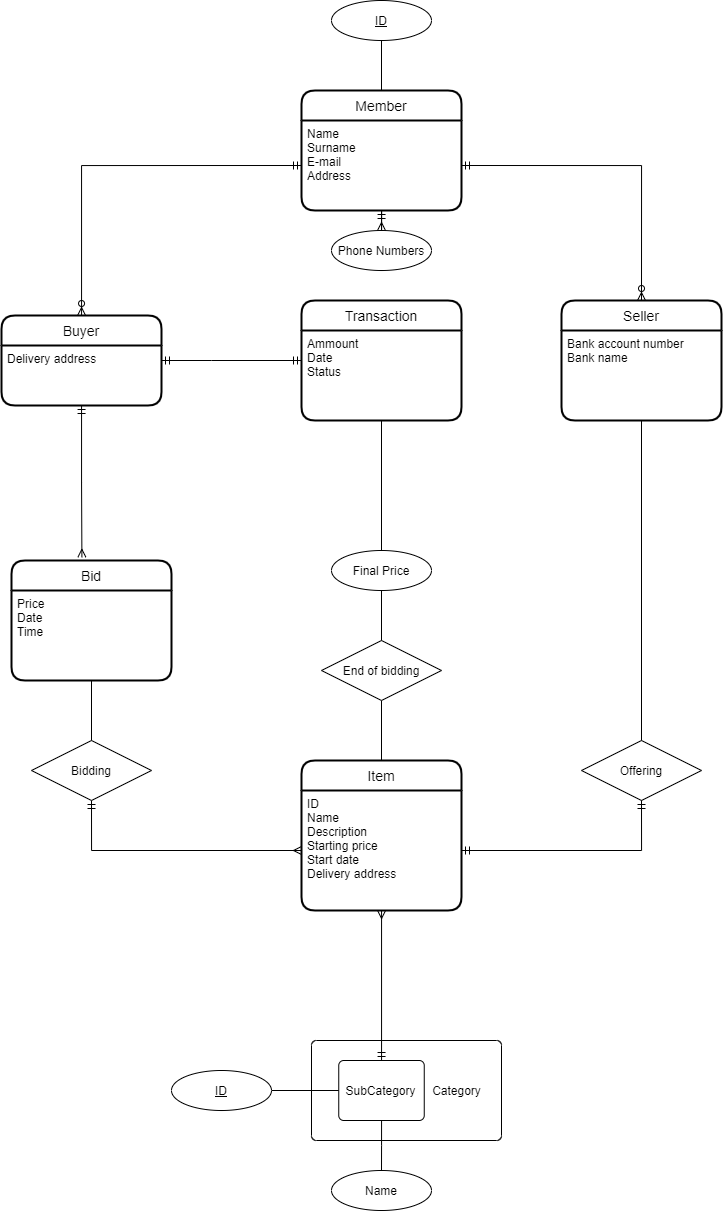 ID
Member
Name
Surname
E-mail
Address
Phone Numbers
Buyer
Delivery address
Transaction
Ammount
Date
Status
Seller
Bank account number
Bank name
Bid
Price
Date
Time
Final Price
End of bidding
Bidding
Offering
Item
ID
Name
Description
Starting price
Start date
Delivery address
ID
SubCategory
Category
Name